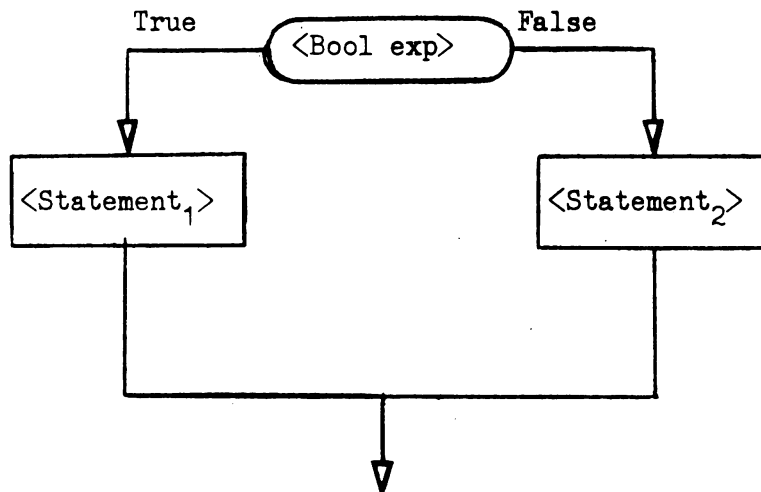 True
<Bool exp>
False
<Statement₁>
<Statement₂>